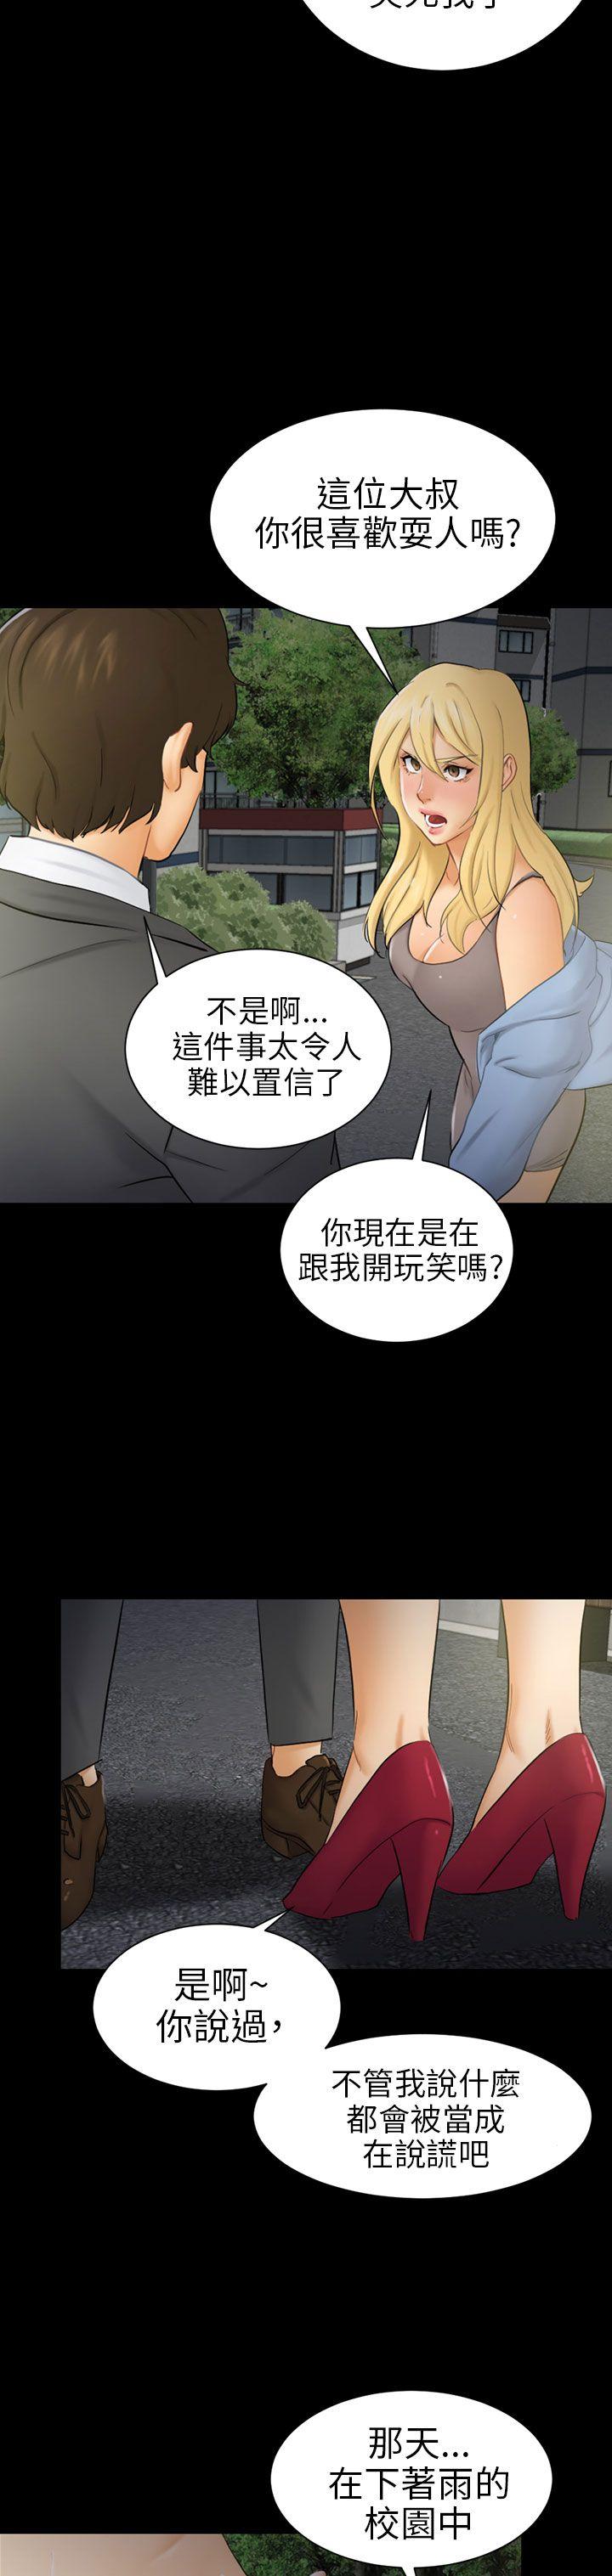 這位大叔
你很喜歡耍人嗎?
不是啊...
這件事太令人
難以置信了
你現在是在
跟我開玩笑嗎?
是啊~
你說過,
不管我說什麼
都會被當成
在說謊吧
那天...
在下著雨的
校園中